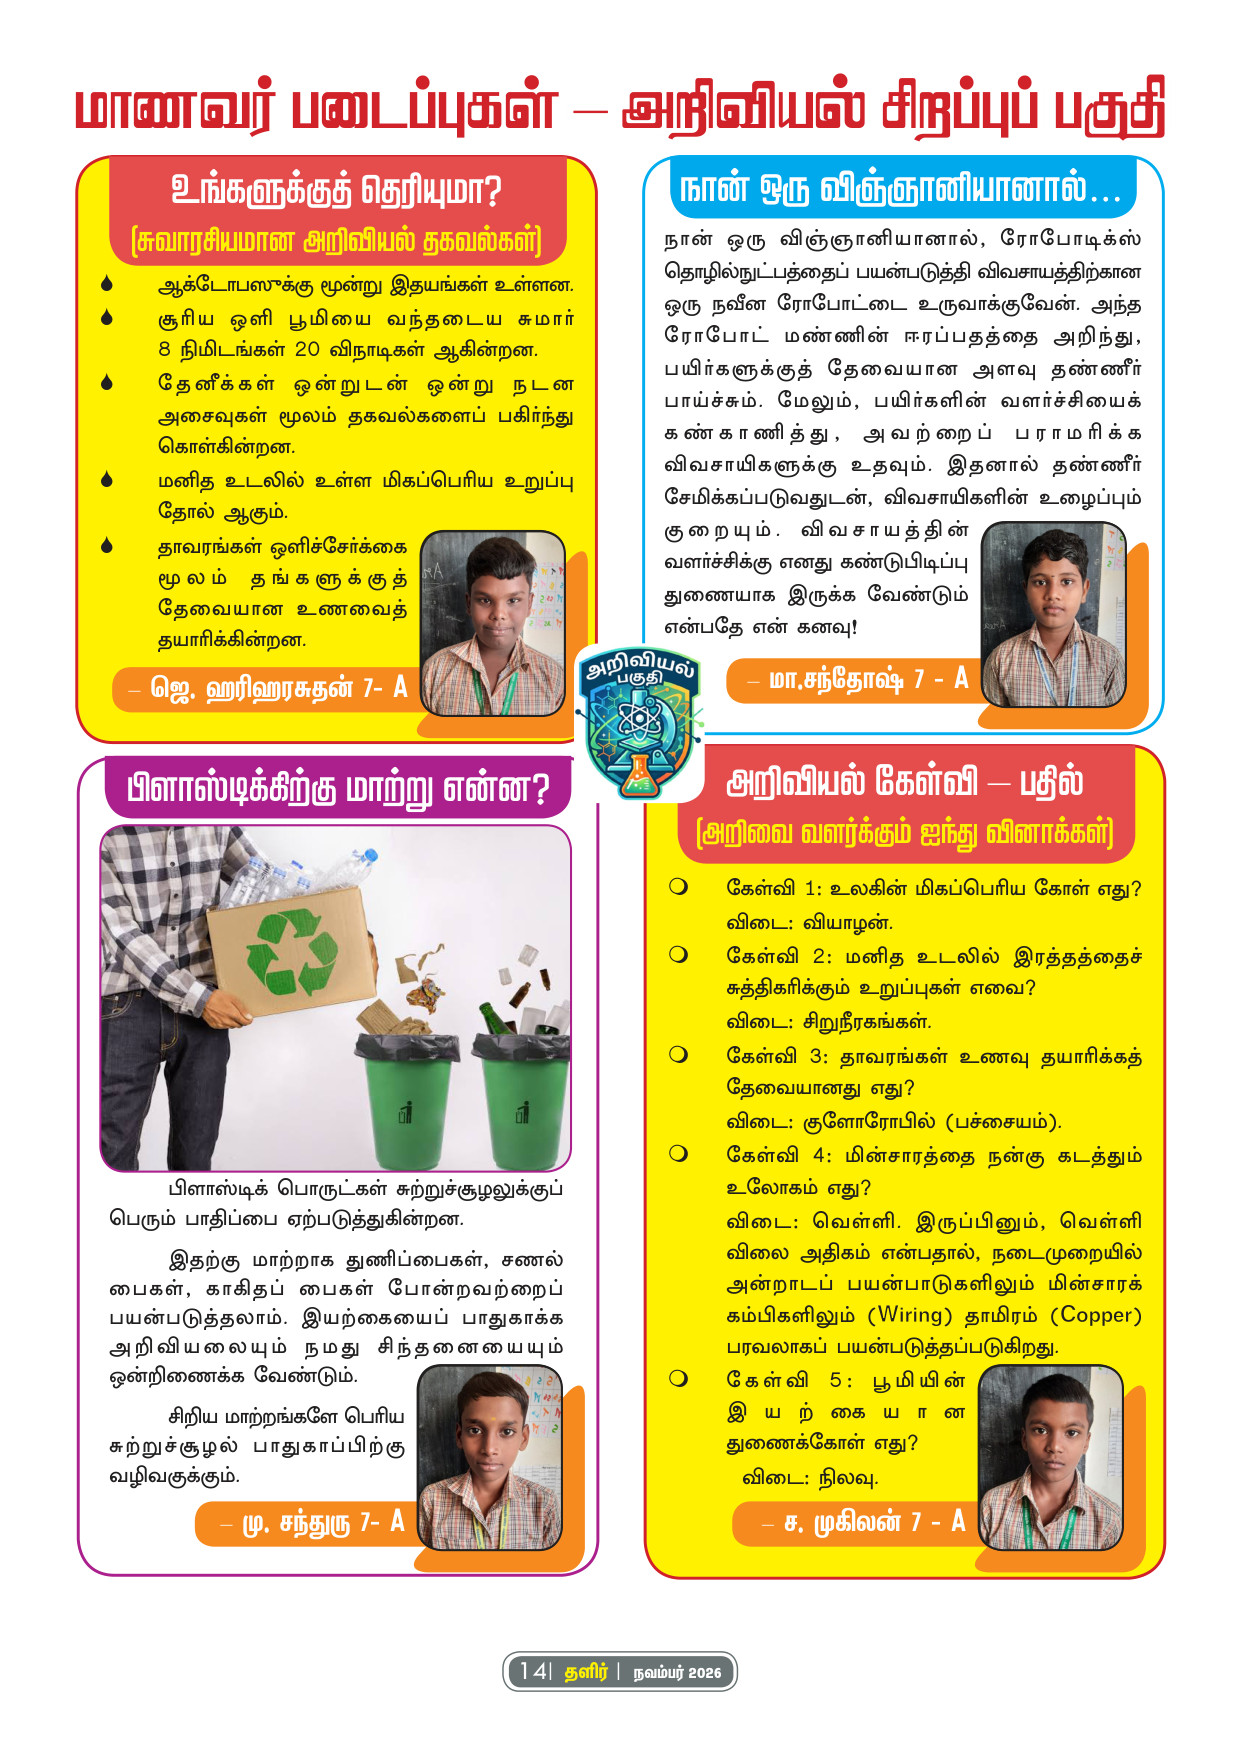 மாணவர் படைப்புகள் – அறிவியல் சிறப்புப் பகுதி
உங்களுக்குத் தெரியுமா?
(சுவாரசியமான அறிவியல் தகவல்கள்)
ஆக்டோபஸுக்கு மூன்று இதயங்கள் உள்ளன.
சூரிய ஒளி பூமியை வந்தடைய சுமார்
8 நிமிடங்கள் 20 விநாடிகள் ஆகின்றன.
தேனீக்கள் ஒன்றுடன் ஒன்று நடன
அசைவுகள் மூலம் தகவல்களைப் பகிர்ந்து
கொள்கின்றன.
மனித உடலில் உள்ள மிகப்பெரிய உறுப்பு
தோல் ஆகும்.
தாவரங்கள் ஒளிச்சேர்க்கை
மூலம் தங்களுக்குத்
தேவையான உணவைத்
தயாரிக்கின்றன.
– ஜெ. ஹரிஹரசுதன் 7- A
நான் ஒரு விஞ்ஞானியானால்...
நான் ஒரு விஞ்ஞானியானால், ரோபோடிக்ஸ்
தொழில்நுட்பத்தைப் பயன்படுத்தி விவசாயத்திற்கான
ஒரு நவீன ரோபோட்டை உருவாக்குவேன். அந்த
ரோபோட் மண்ணின் ஈரப்பதத்தை அறிந்து,
பயிர்களுக்குத் தேவையான அளவு தண்ணீர்
பாய்ச்சும். மேலும், பயிர்களின் வளர்ச்சியைக்
கண்காணித்து, அவற்றைப் பராமரிக்க
விவசாயிகளுக்கு உதவும். இதனால் தண்ணீர்
சேமிக்கப்படுவதுடன், விவசாயிகளின் உழைப்பும்
குறையும். விவசாயத்தின்
வளர்ச்சிக்கு எனது கண்டுபிடிப்பு
துணையாக இருக்க வேண்டும்
என்பதே என் கனவு!
– மா.சந்தோஷ் 7 - A
அறிவியல்
பகுதி
பிளாஸ்டிக்கிற்கு மாற்று என்ன?
பிளாஸ்டிக் பொருட்கள் சுற்றுச்சூழலுக்குப்
பெரும் பாதிப்பை ஏற்படுத்துகின்றன.
இதற்கு மாற்றாக துணிப்பைகள், சணல்
பைகள், காகிதப் பைகள் போன்றவற்றைப்
பயன்படுத்தலாம். இயற்கையைப் பாதுகாக்க
அறிவியலையும் நமது சிந்தனையையும்
ஒன்றிணைக்க வேண்டும்.
சிறிய மாற்றங்களே பெரிய
சுற்றுச்சூழல் பாதுகாப்பிற்கு
வழிவகுக்கும்.
– மு. சந்துரு 7- A
அறிவியல் கேள்வி – பதில்
(அறிவை வளர்க்கும் ஐந்து வினாக்கள்)
கேள்வி 1: உலகின் மிகப்பெரிய கோள் எது?
விடை: வியாழன்.
கேள்வி 2: மனித உடலில் இரத்தத்தைச்
சுத்திகரிக்கும் உறுப்புகள் எவை?
விடை: சிறுநீரகங்கள்.
கேள்வி 3: தாவரங்கள் உணவு தயாரிக்கத்
தேவையானது எது?
விடை: குளோரோபில் (பச்சையம்).
கேள்வி 4: மின்சாரத்தை நன்கு கடத்தும்
உலோகம் எது?
விடை: வெள்ளி. இருப்பினும், வெள்ளி
விலை அதிகம் என்பதால், நடைமுறையில்
அன்றாடப் பயன்பாடுகளிலும் மின்சாரக்
கம்பிகளிலும் (Wiring) தாமிரம் (Copper)
பரவலாகப் பயன்படுத்தப்படுகிறது.
கேள்வி 5: பூமியின்
இயற்கையான
துணைக்கோள் எது?
விடை: நிலவு.
– ச. முகிலன் 7 - A
14| தளிர் | நவம்பர் 2026